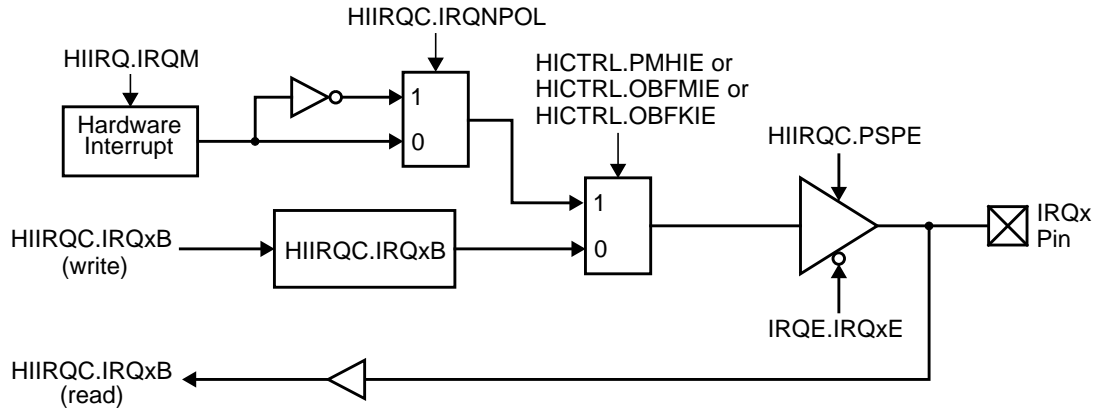 HIIRQC.IRQNPOL
HIIRQ.IRQM
HICTRL.PMHIE or
HICTRL.OBFMIE or
HICTRL.OBFKIE
Hardware
Interrupt
1
0
HIIRQC.PSPE
1
0
IRQx
Pin
HIIRQC.IRQxB
(write)
HIIRQC.IRQxB
IRQE.IRQxE
HIIRQC.IRQxB
(read)